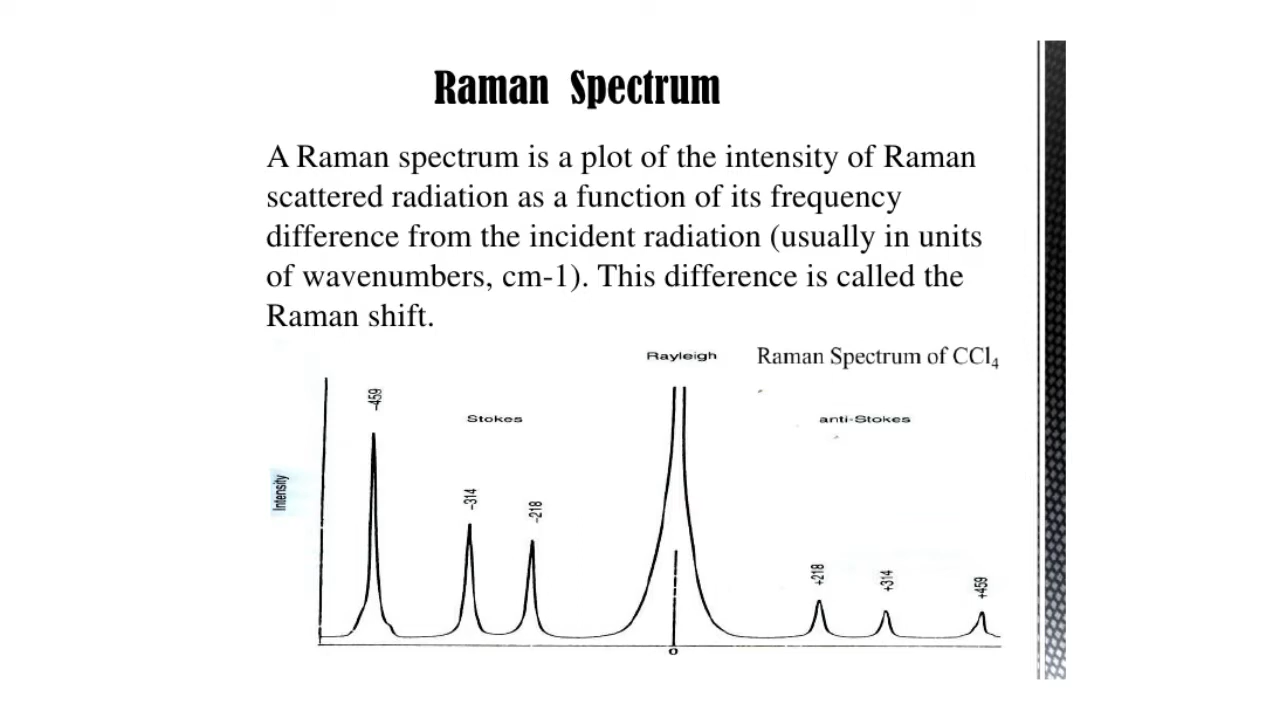 Raman Spectrum
A Raman spectrum is a plot of the intensity of Raman
scattered radiation as a function of its frequency
difference from the incident radiation (usually in units
of wavenumbers, cm-1). This difference is called the
Raman shift.
Rayleigh
Raman Spectrum of CCl₄
-459
Stokes
anti-Stokes
Intensity
-314
-218
+218
+314
+459
0